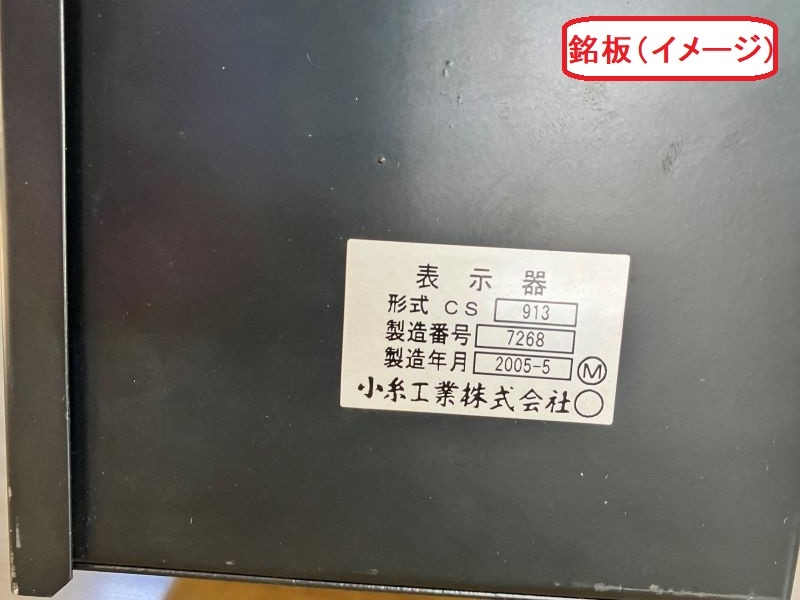 銘板(イメージ)
表示器
形式 CS 913
製造番号 7268
製造年月 2005-5 Ⓜ
小糸工業株式会社○